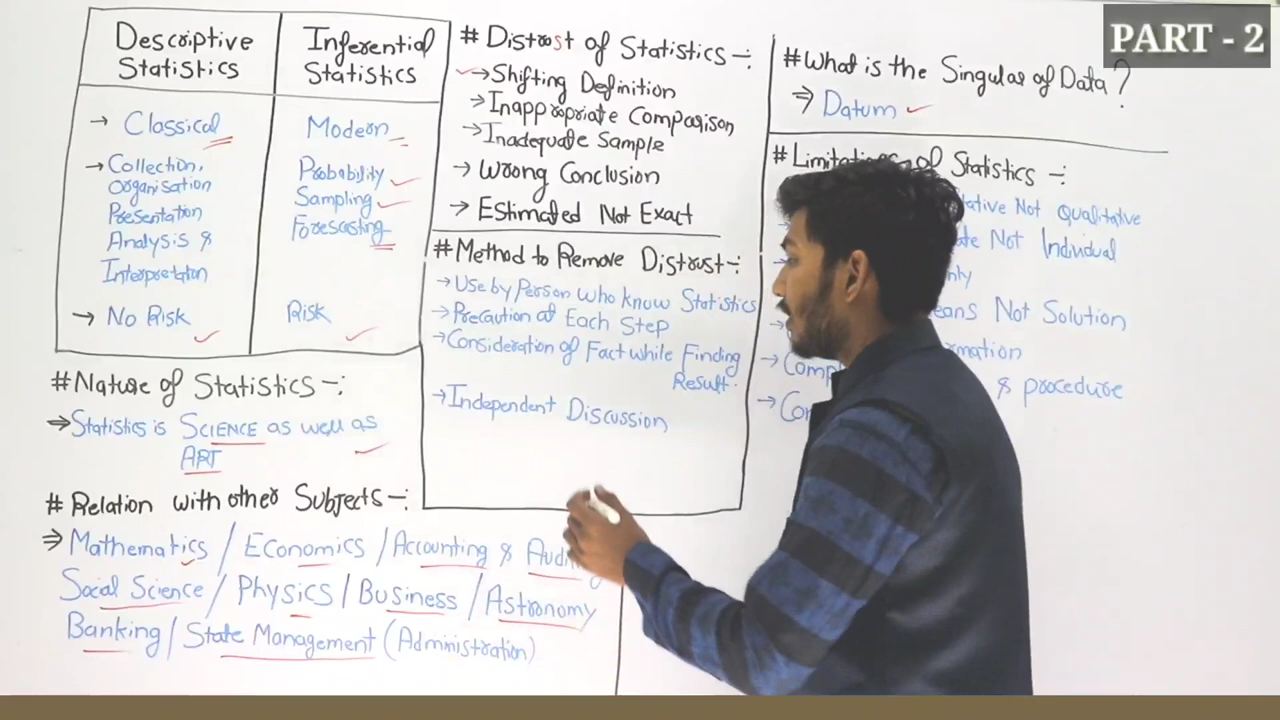 PART - 2
Descriptive Statistics
Inferential Statistics
→ Classical
Modern
→ Collection,
Organisation
Presentation
Analysis &
Interpretation
Probability
Sampling
Forecasting
→ No Risk
Risk
# Nature of Statistics -:
⇒ Statistics is SCIENCE as well as
ART
# Relation with other Subjects -:
⇒ Mathematics / Economics / Accounting & Audi
Social Science / Physics / Business / Astronomy
Banking / State Management (Administration)
# Distrust of Statistics -:
→ Shifting Definition
→ Inappropriate Comparison
→ Inadequate Sample
→ Wrong Conclusion
→ Estimated Not Exact
# Method to Remove Distrust -:
→ Use by Person who know Statistics
→ Precaution at Each Step
→ Consideration of Fact while Finding
Result.
→ Independent Discussion
# What is the Singular of Data?
⇒ Datum
# Limitations of Statistics -:
Not Qualitative
Not Individual
Not Solution
& procedure